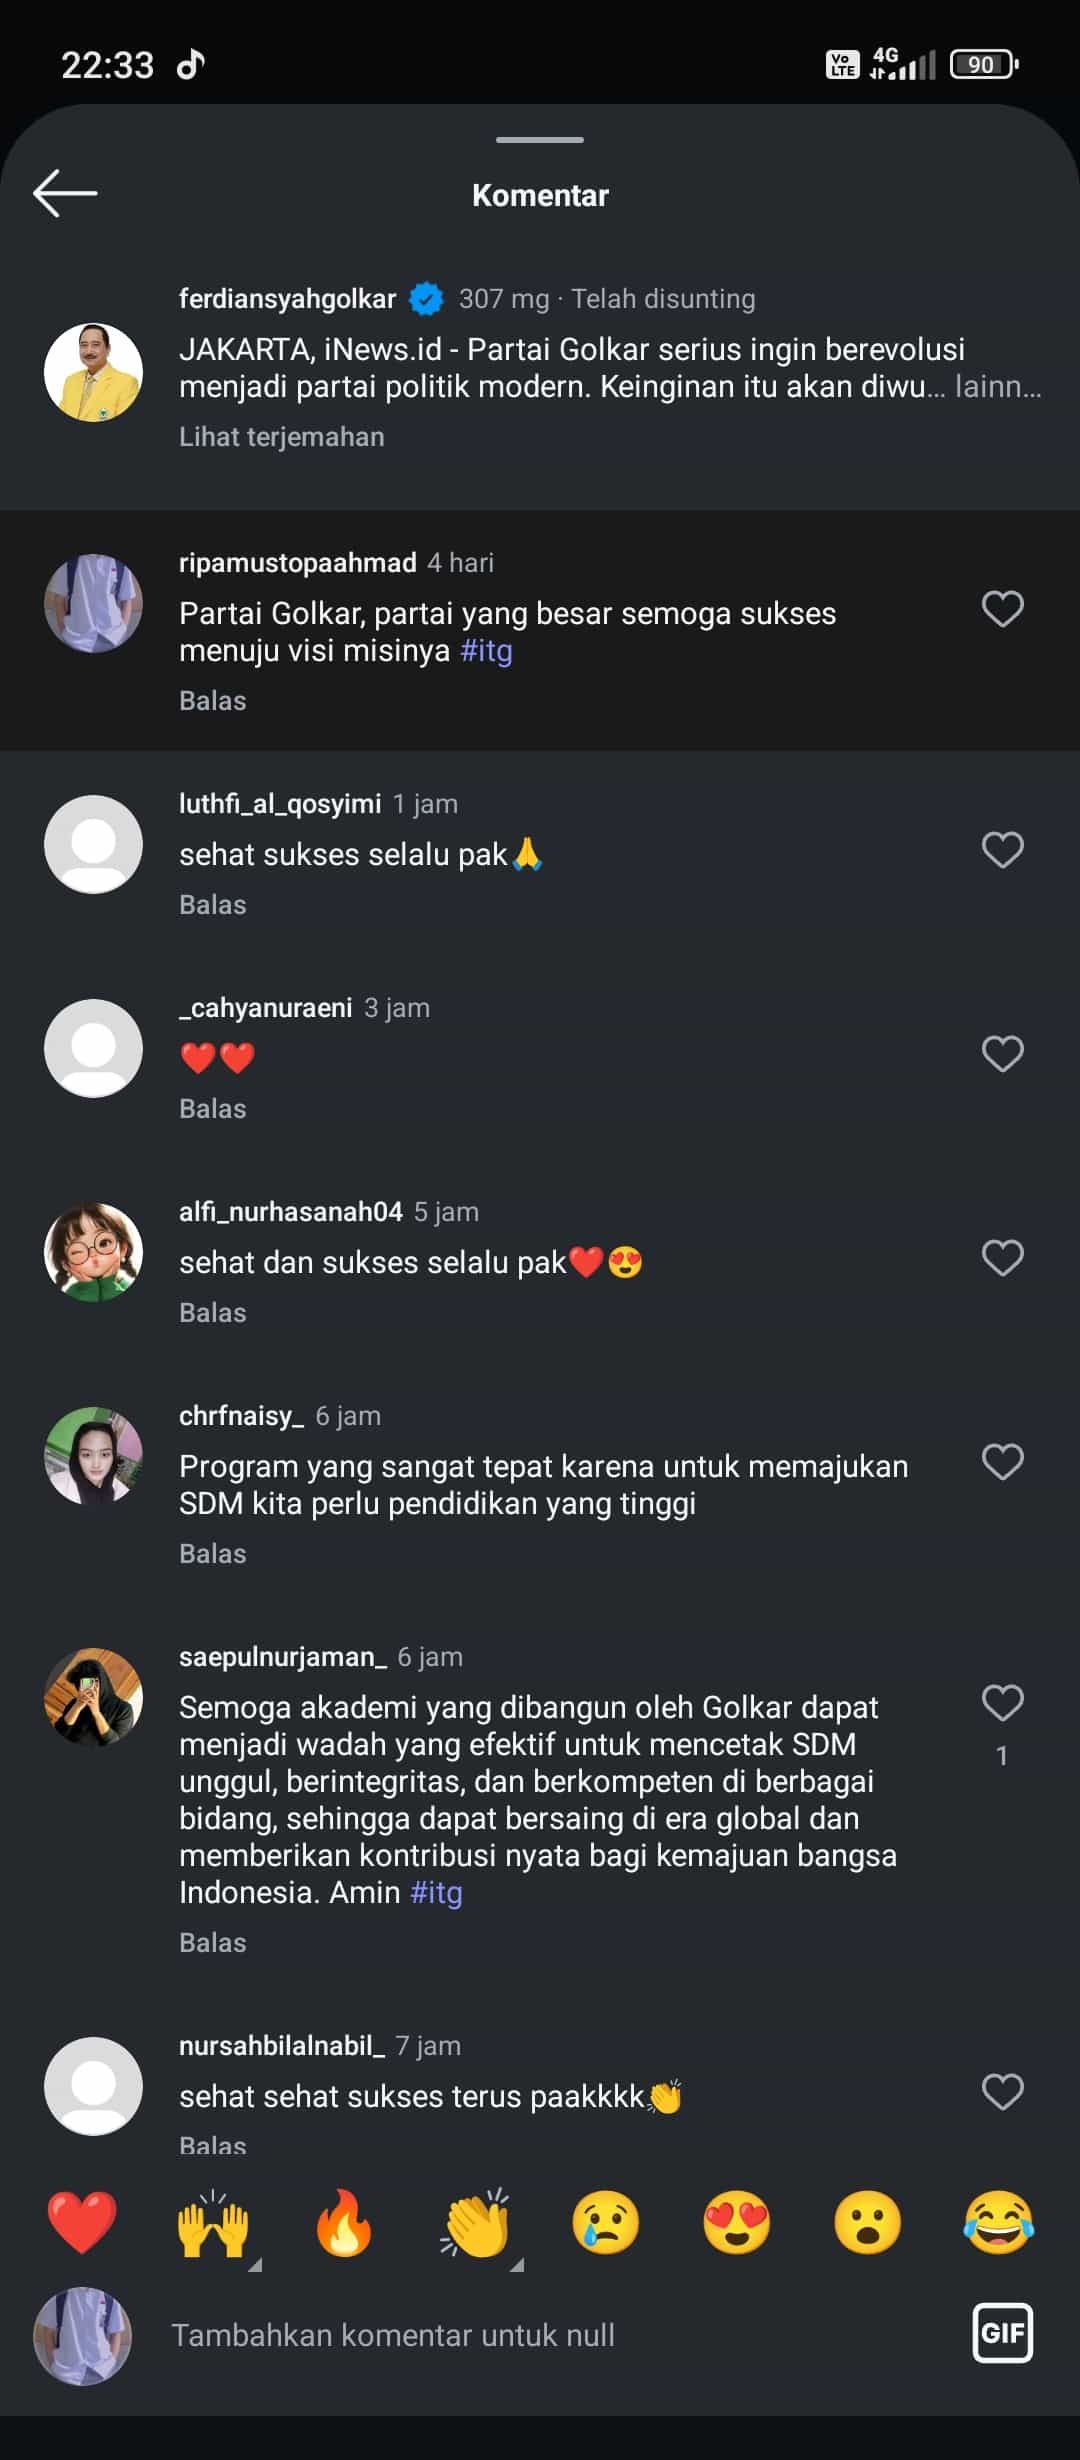 22:33
Vo LTE
4G
90
Komentar
ferdiansyahgolkar 307 mg · Telah disunting
JAKARTA, iNews.id - Partai Golkar serius ingin berevolusi
menjadi partai politik modern. Keinginan itu akan diwu... lainn...
Lihat terjemahan
ripamustopaahmad 4 hari
Partai Golkar, partai yang besar semoga sukses
menuju visi misinya #itg
Balas
luthfi_al_qosyimi 1 jam
sehat sukses selalu pak🙏
Balas
_cahyanuraeni 3 jam
❤️❤️
Balas
alfi_nurhasanah04 5 jam
sehat dan sukses selalu pak❤️😍
Balas
chrfnaisy_ 6 jam
Program yang sangat tepat karena untuk memajukan
SDM kita perlu pendidikan yang tinggi
Balas
saepulnurjaman_ 6 jam
Semoga akademi yang dibangun oleh Golkar dapat
menjadi wadah yang efektif untuk mencetak SDM
unggul, berintegritas, dan berkompeten di berbagai
bidang, sehingga dapat bersaing di era global dan
memberikan kontribusi nyata bagi kemajuan bangsa
Indonesia. Amin #itg
1
Balas
nursahbilalnabil_ 7 jam
sehat sehat sukses terus paakkkk👏
Balas
❤️🙌🔥👏😢😍😮😂
Tambahkan komentar untuk null
GIF